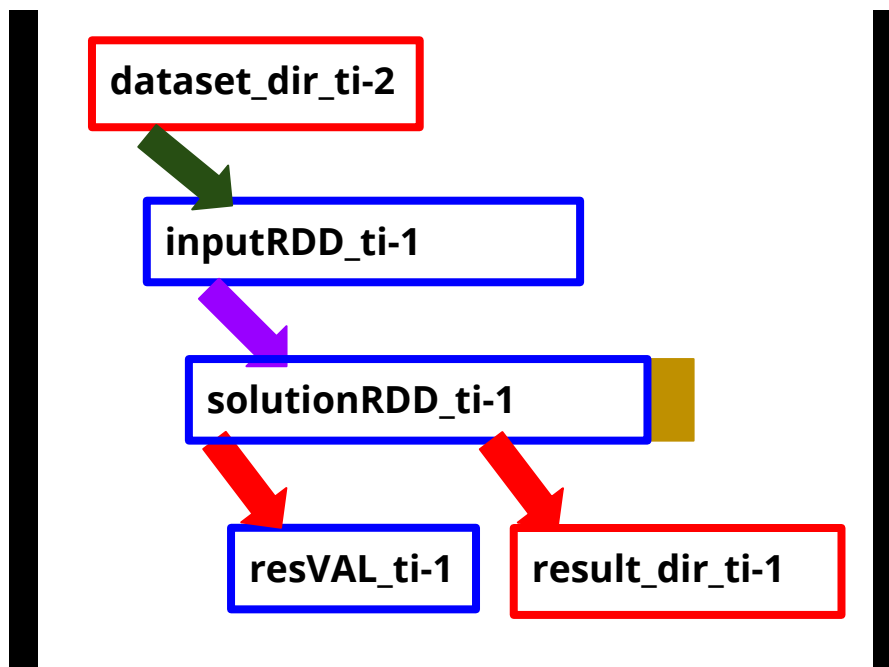 dataset_dir_ti-2
inputRDD_ti-1
solutionRDD_ti-1
resVAL_ti-1
result_dir_ti-1